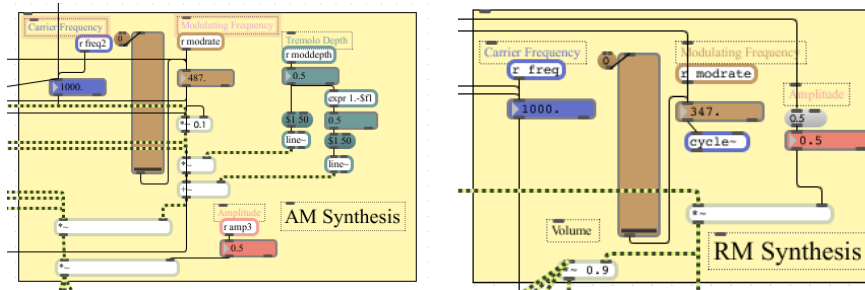 Carrier Frequency
r freq2
1000.
0
Modulating Frequency
r modrate
487.
*~ 0.1
*~
+~
*~
*~
Tremolo Depth
r moddepth
0.5
expr 1.-$f1
0.5
$1 50
$1 50
line~
line~
Amplitude
r amp3
0.5
AM Synthesis
Carrier Frequency
r freq
1000.
0
Modulating Frequency
r modrate
347.
cycle~
Amplitude
0.5
0.5
*~
Volume
*~ 0.9
RM Synthesis